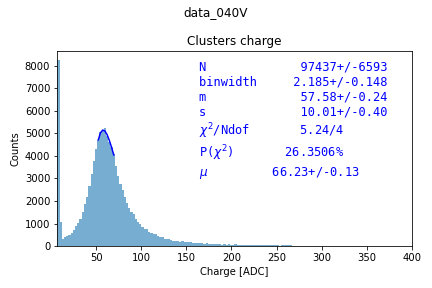 data_040V
Clusters charge
N 97437+/-6593
binwidth 2.185+/-0.148
m 57.58+/-0.24
s 10.01+/-0.40
χ²/Ndof 5.24/4
P(χ²) 26.3506%
μ 66.23+/-0.13
8000
7000
6000
5000
4000
3000
2000
1000
0
Counts
50 100 150 200 250 300 350 400
Charge [ADC]